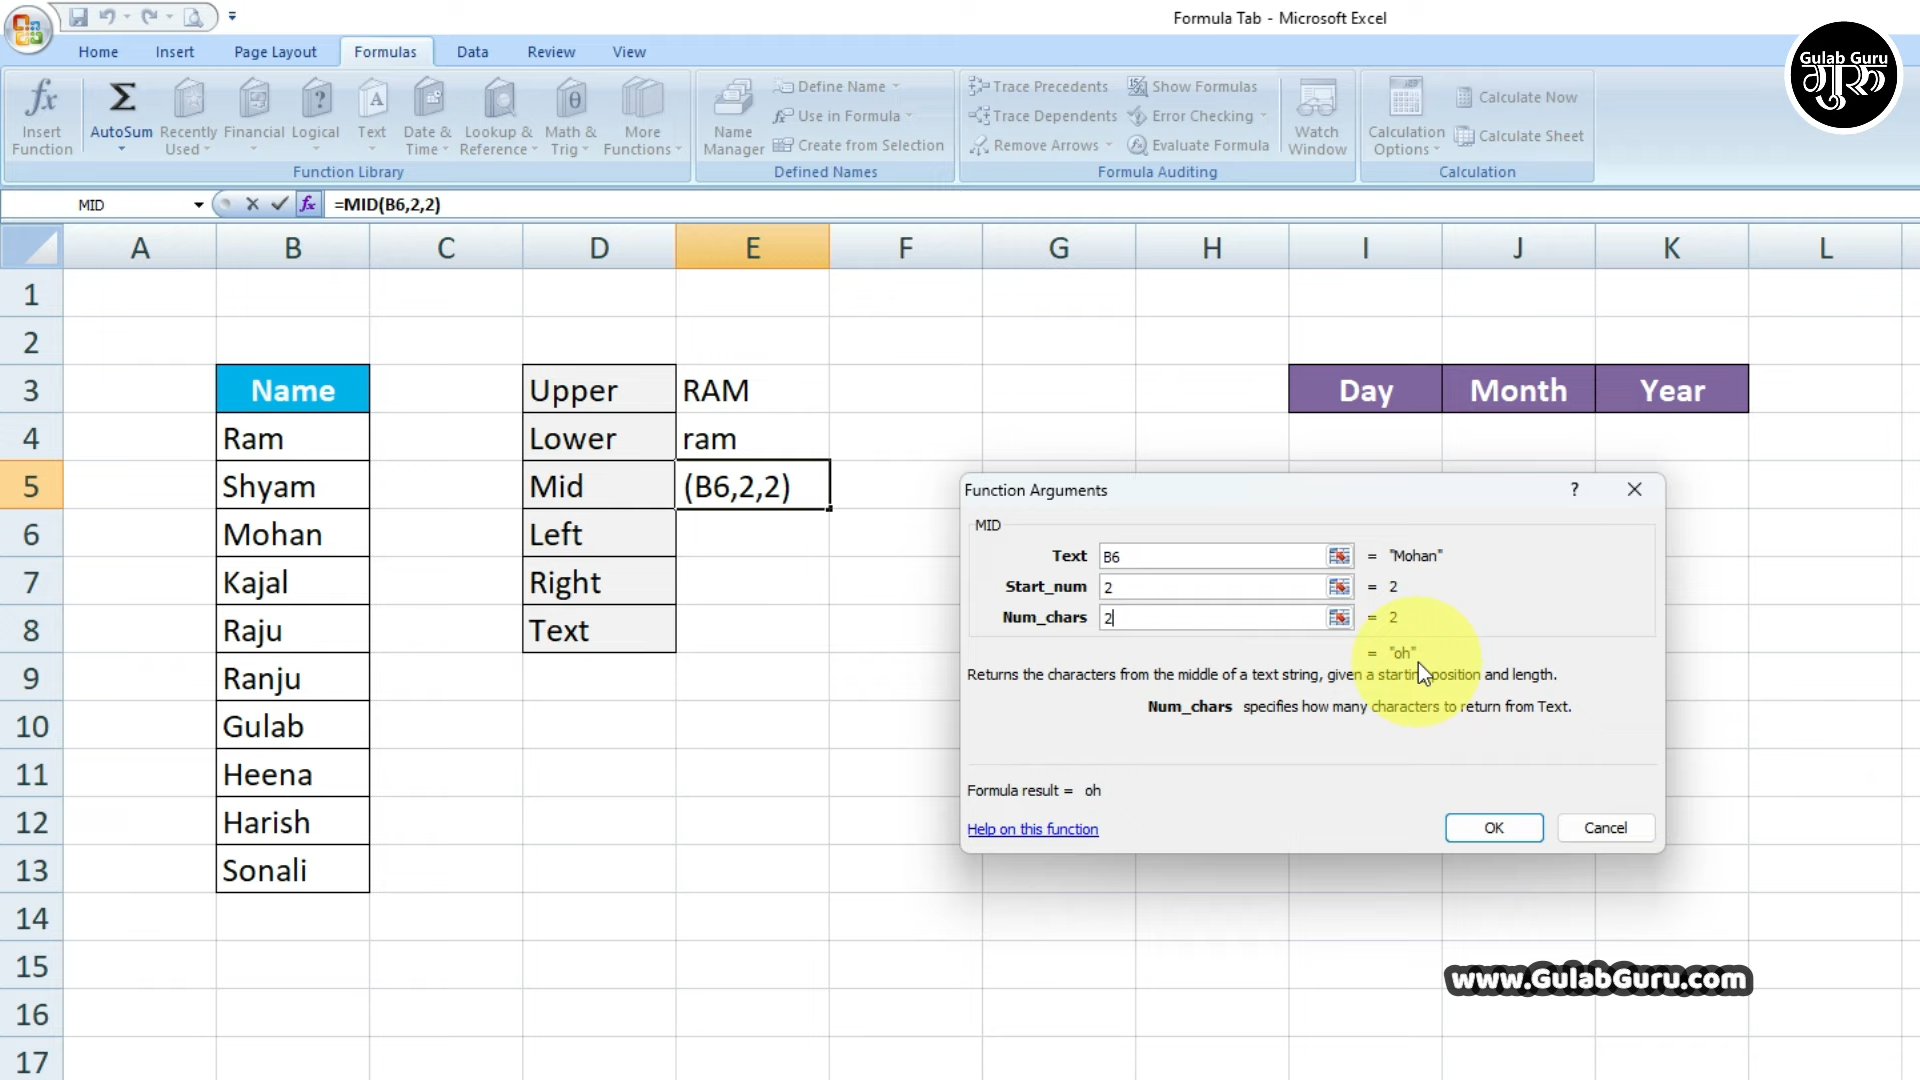 Formula Tab - Microsoft Excel
Gulab Guru
गुरु
Home Insert Page Layout Formulas Data Review View
fx Insert Function
Σ AutoSum
Recently Used
Financial
Logical
Text
Date & Time
Lookup & Reference
Math & Trig
More Functions
Function Library
Name Manager
Define Name
Use in Formula
Create from Selection
Defined Names
Trace Precedents
Trace Dependents
Remove Arrows
Show Formulas
Error Checking
Evaluate Formula
Watch Window
Formula Auditing
Calculation Options
Calculate Now
Calculate Sheet
Calculation
MID fx =MID(B6,2,2)
A B C D E F G H I J K L
1
2
3 Name Upper RAM Day Month Year
4 Ram Lower ram
5 Shyam Mid (B6,2,2)
6 Mohan Left
7 Kajal Right
8 Raju Text
9 Ranju
10 Gulab
11 Heena
12 Harish
13 Sonali
14
15
16
17
Function Arguments ?
MID
Text B6 = "Mohan"
Start_num 2 = 2
Num_chars 2 = 2
= "oh"
Returns the characters from the middle of a text string, given a starting position and length.
Num_chars specifies how many characters to return from Text.
Formula result = oh
Help on this function OK Cancel
www.GulabGuru.com